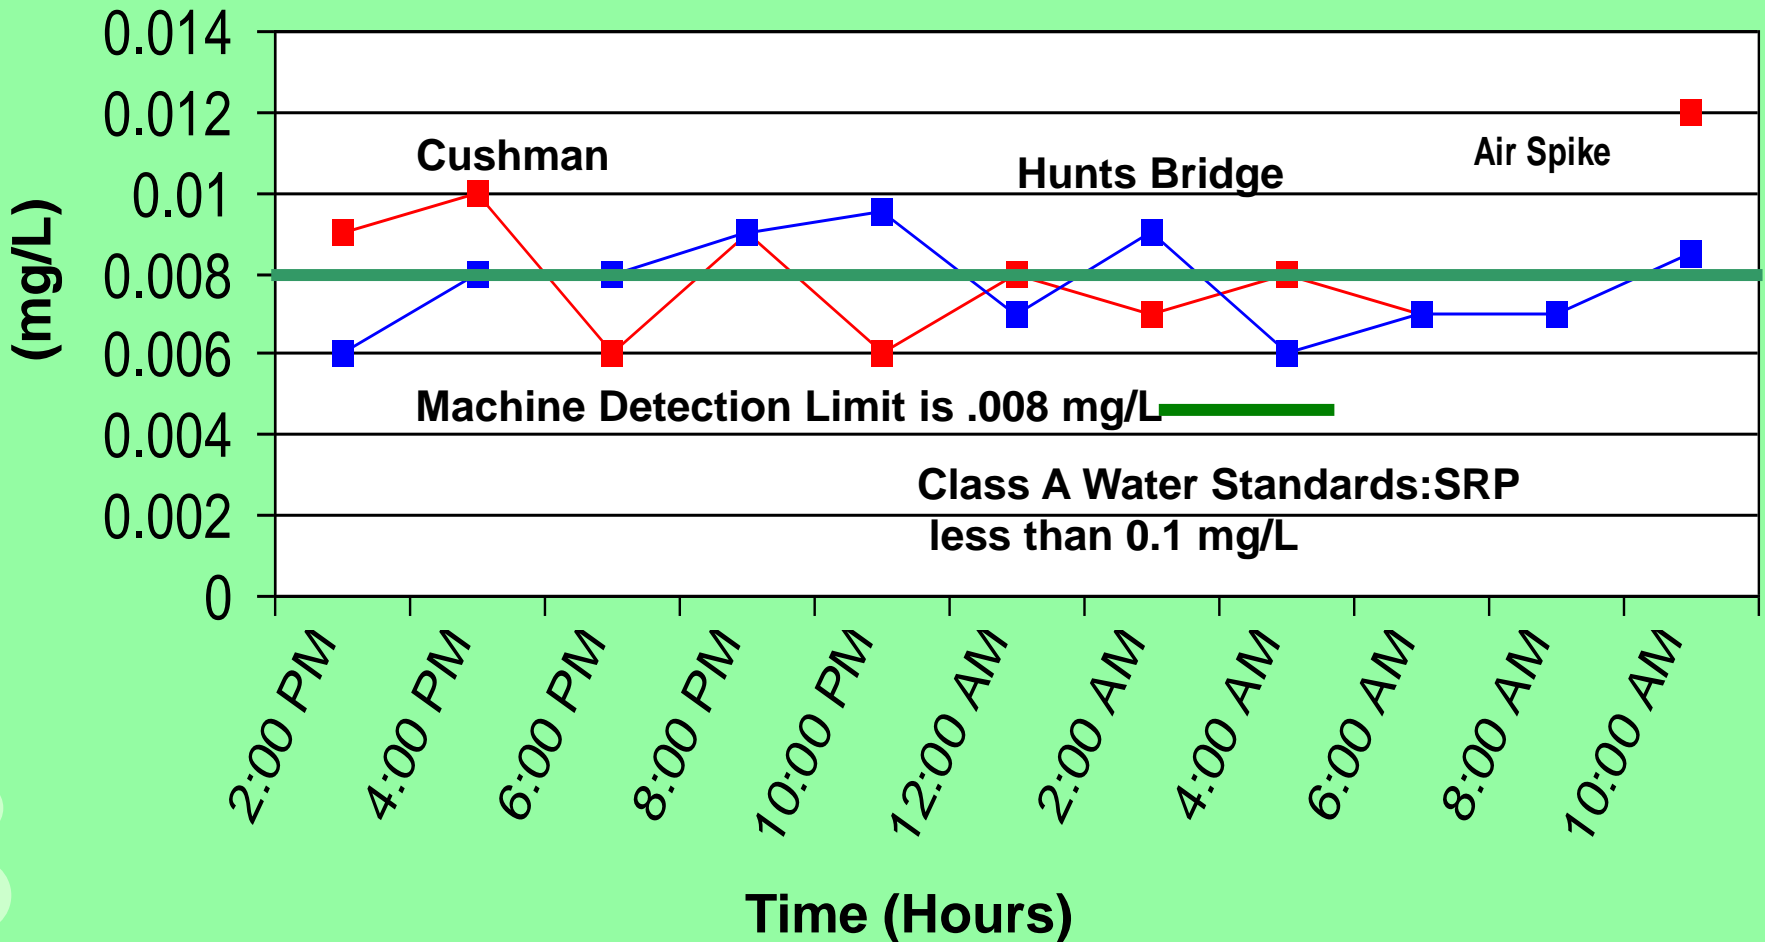 0.014
0.012
0.01
0.008
0.006
0.004
0.002
0
(mg/L)
Cushman
Hunts Bridge
Air Spike
Machine Detection Limit is .008 mg/L
Class A Water Standards:SRP
less than 0.1 mg/L
2:00 PM
4:00 PM
6:00 PM
8:00 PM
10:00 PM
12:00 AM
2:00 AM
4:00 AM
6:00 AM
8:00 AM
10:00 AM
Time (Hours)